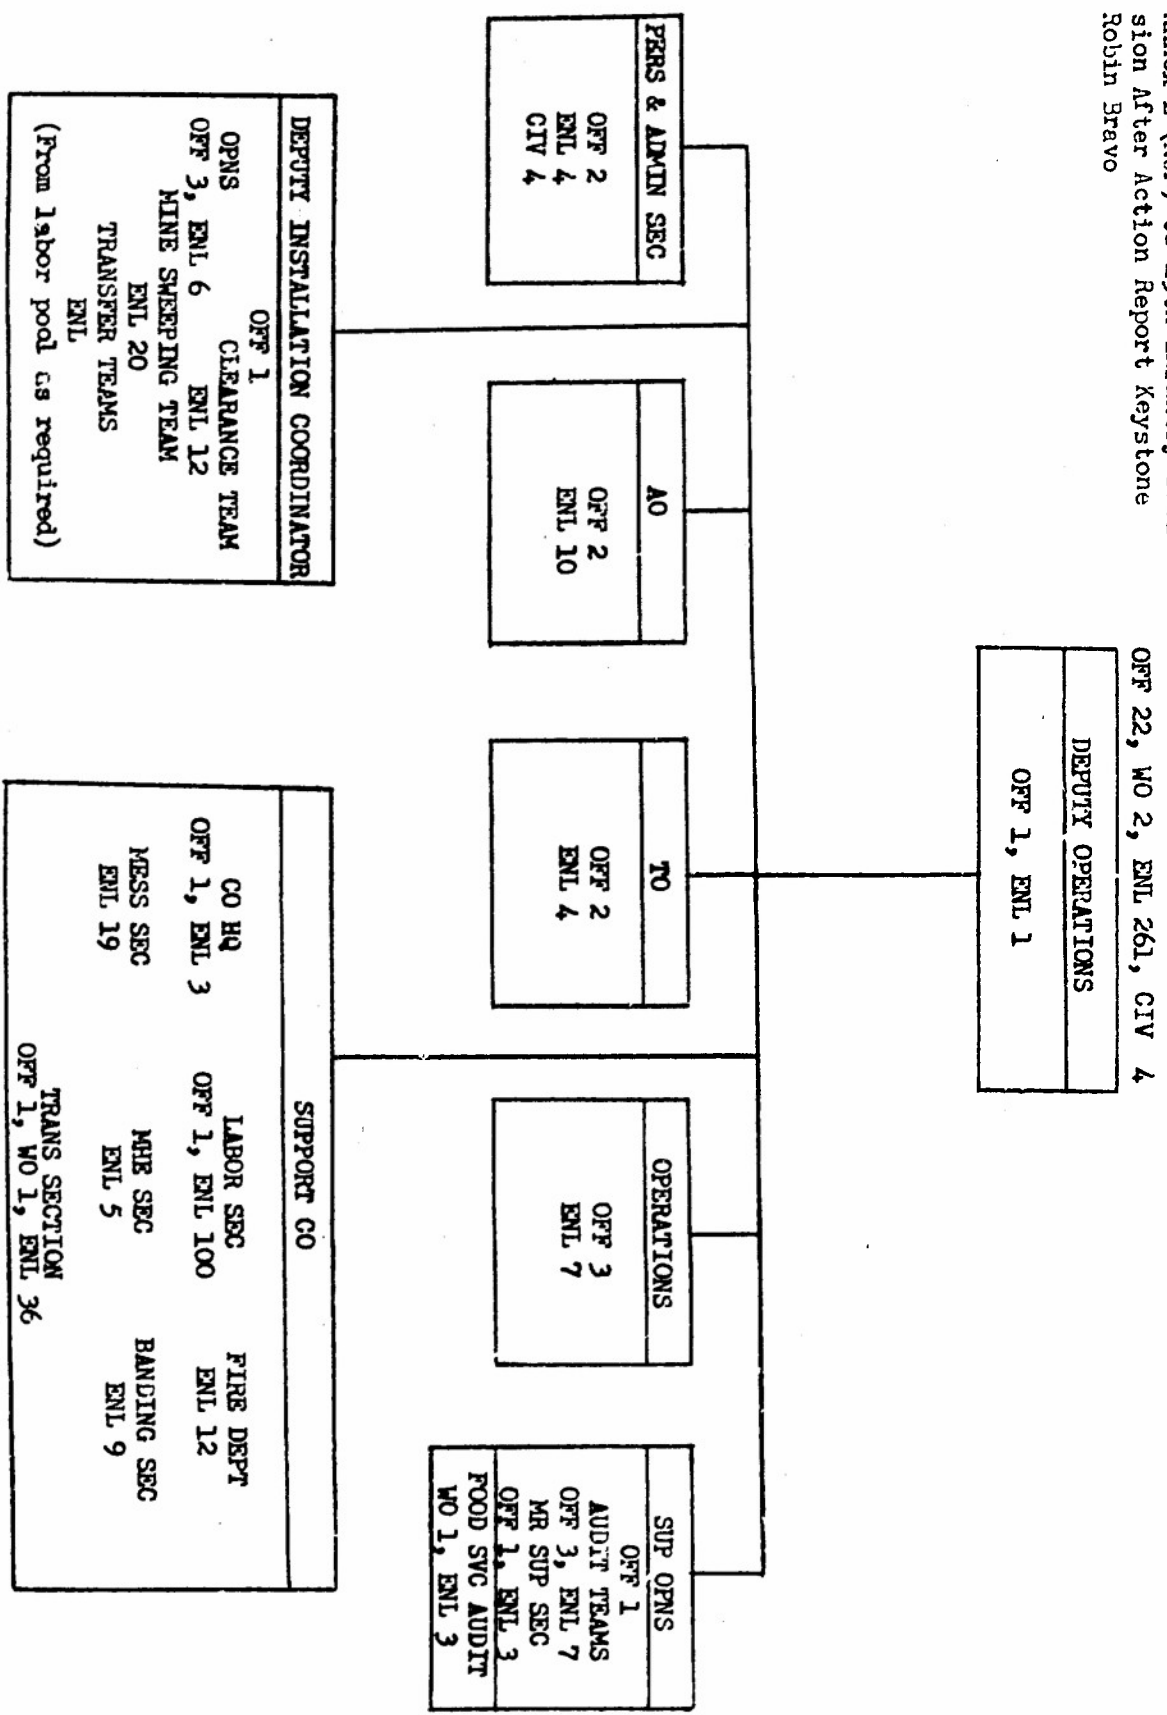 sion After Action Report Keystone
Robin Bravo
OFF 22, WO 2, ENL 261, CIV 4
DEPUTY OPERATIONS
OFF 1, ENL 1
PERS & ADMIN SEC
OFF 2
ENL 4
CIV 4
AO
OFF 2
ENL 10
TO
OFF 2
ENL 4
OPERATIONS
OFF 3
ENL 7
SUP OPNS
OFF 1
AUDIT TEAMS
OFF 3, ENL 7
MR SUP SEC
OFF 1, ENL 3
FOOD SVC AUDIT
WO 1, ENL 3
DEPUTY INSTALLATION COORDINATOR
OFF 1
OPNS CLEARANCE TEAM
OFF 3, ENL 6 ENL 12
MINE SWEEPING TEAM
ENL 20
TRANSFER TEAMS
ENL
(From labor pool as required)
SUPPORT CO
CO HQ LABOR SEC FIRE DEPT
OFF 1, ENL 3 OFF 1, ENL 100 ENL 12
MESS SEC MHE SEC BANDING SEC
ENL 19 ENL 5 ENL 9
TRANS SECTION
OFF 1, WO 1, ENL 36